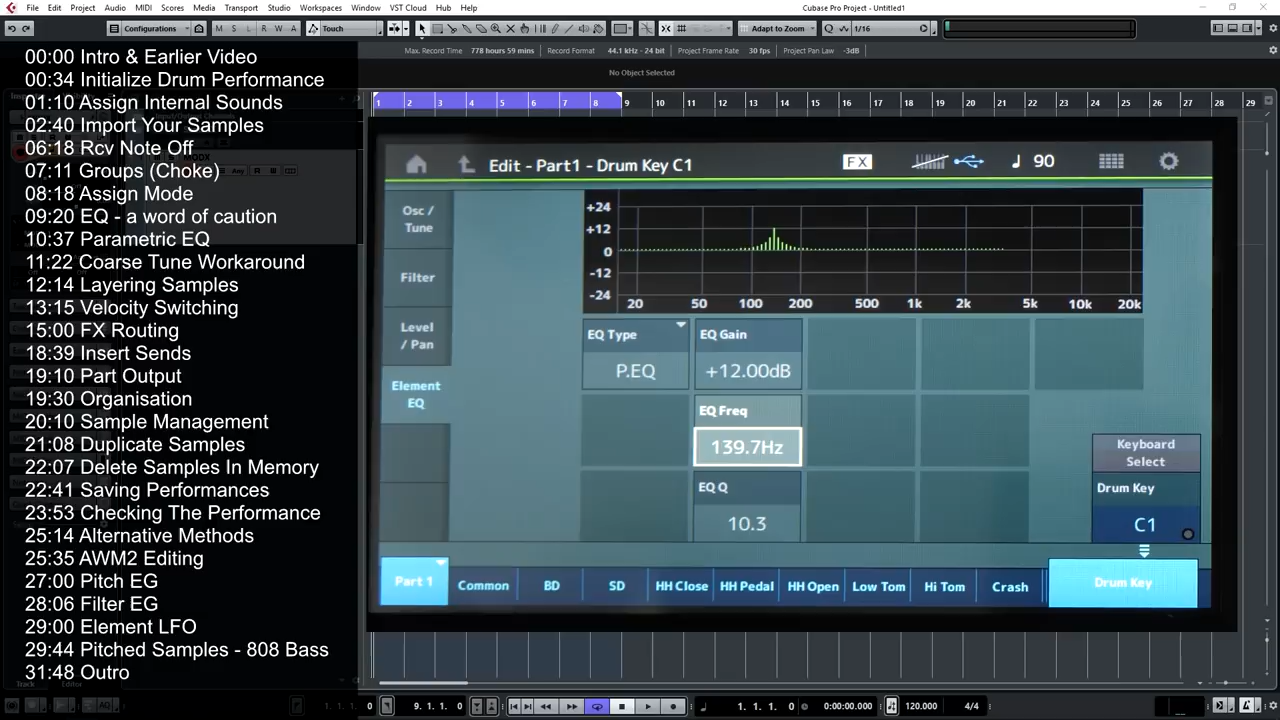 Cubase Pro Project - Untitled1
File Edit Project Audio MIDI Scores Media Transport Studio Workspaces Window VST Cloud Hub Help
Configurations M S L R W A Touch Adapt to Zoom 1/16
Max. Record Time 778 hours 59 mins Record Format 44.1 kHz - 24 bit Project Frame Rate 30 fps Project Pan Law -3dB
No Object Selected
1 2 3 4 5 6 7 8 9 10 11 12 13 14 15 16 17 18 19 20 21 22 23 24 25 26 27 28 29
00:00 Intro & Earlier Video
00:34 Initialize Drum Performance
01:10 Assign Internal Sounds
02:40 Import Your Samples
06:18 Rcv Note Off
07:11 Groups (Choke)
08:18 Assign Mode
09:20 EQ - a word of caution
10:37 Parametric EQ
11:22 Coarse Tune Workaround
12:14 Layering Samples
13:15 Velocity Switching
15:00 FX Routing
18:39 Insert Sends
19:10 Part Output
19:30 Organisation
20:10 Sample Management
21:08 Duplicate Samples
22:07 Delete Samples In Memory
22:41 Saving Performances
23:53 Checking The Performance
25:14 Alternative Methods
25:35 AWM2 Editing
27:00 Pitch EG
28:06 Filter EG
29:00 Element LFO
29:44 Pitched Samples - 808 Bass
31:48 Outro
Edit - Part1 - Drum Key C1 FX 90
Osc / Tune
Filter
Level / Pan
Element EQ
+24
+12
0
-12
-24
20 50 100 200 500 1k 2k 5k 10k 20k
EQ Type
P.EQ
EQ Gain
+12.00dB
EQ Freq
139.7Hz
EQ Q
10.3
Keyboard Select
Drum Key
C1
Part 1 Common BD SD HH Close HH Pedal HH Open Low Tom Hi Tom Crash Drum Key
Track Editor
1. 1. 1. 0 9. 1. 1. 0 1. 1. 1. 0 0:00:00.000 120.000 4/4